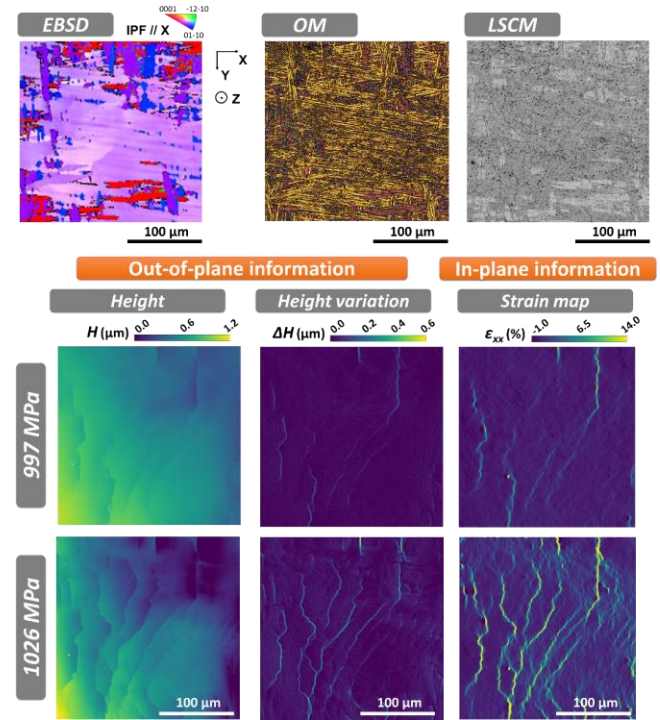 EBSD
OM
LSCM
IPF // X
0001 -12-10
01-10
X
Y
Z
100 µm
100 µm
100 µm
Out-of-plane information
In-plane information
Height
Height variation
Strain map
H (µm) 0.0 0.6 1.2
ΔH (µm) 0.0 0.2 0.4 0.6
εxx (%) -1.0 6.5 14.0
997 MPa
1026 MPa
100 µm
100 µm
100 µm